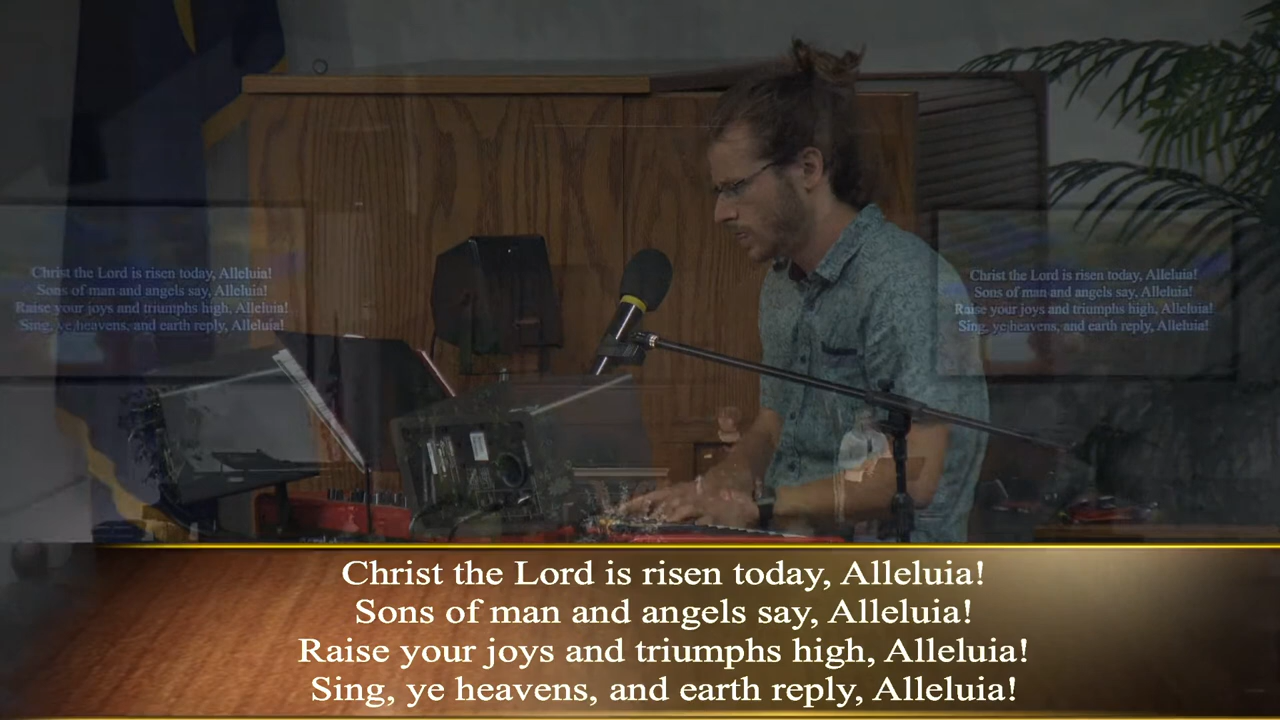 Christ the Lord is risen today, Alleluia!
Sons of man and angels say, Alleluia!
Raise your joys and triumphs high, Alleluia!
Sing, ye heavens, and earth reply, Alleluia!
Christ the Lord is risen today, Alleluia!
Sons of man and angels say, Alleluia!
Raise your joys and triumphs high, Alleluia!
Sing, ye heavens, and earth reply, Alleluia!
Christ the Lord is risen today, Alleluia!
Sons of man and angels say, Alleluia!
Raise your joys and triumphs high, Alleluia!
Sing, ye heavens, and earth reply, Alleluia!